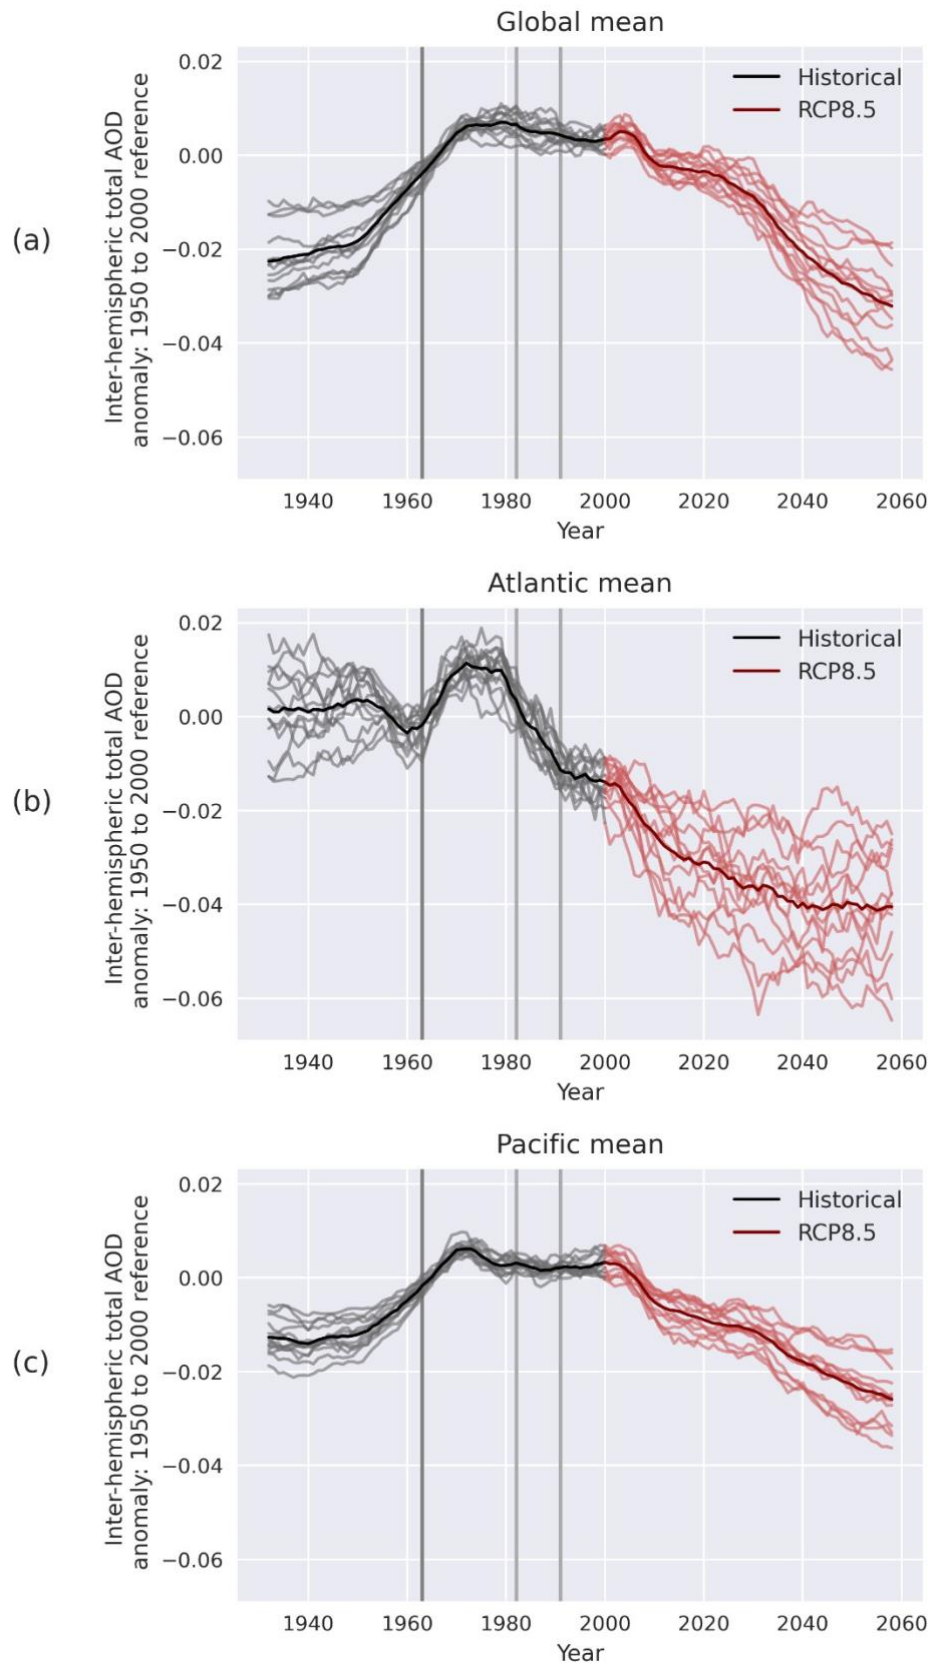 Global mean
(a)
Inter-hemispheric total AOD
anomaly: 1950 to 2000 reference
0.02
0.00
−0.02
−0.04
−0.06
Historical
RCP8.5
1940 1960 1980 2000 2020 2040 2060
Year
Atlantic mean
(b)
Inter-hemispheric total AOD
anomaly: 1950 to 2000 reference
0.02
0.00
−0.02
−0.04
−0.06
Historical
RCP8.5
1940 1960 1980 2000 2020 2040 2060
Year
Pacific mean
(c)
Inter-hemispheric total AOD
anomaly: 1950 to 2000 reference
0.02
0.00
−0.02
−0.04
−0.06
Historical
RCP8.5
1940 1960 1980 2000 2020 2040 2060
Year